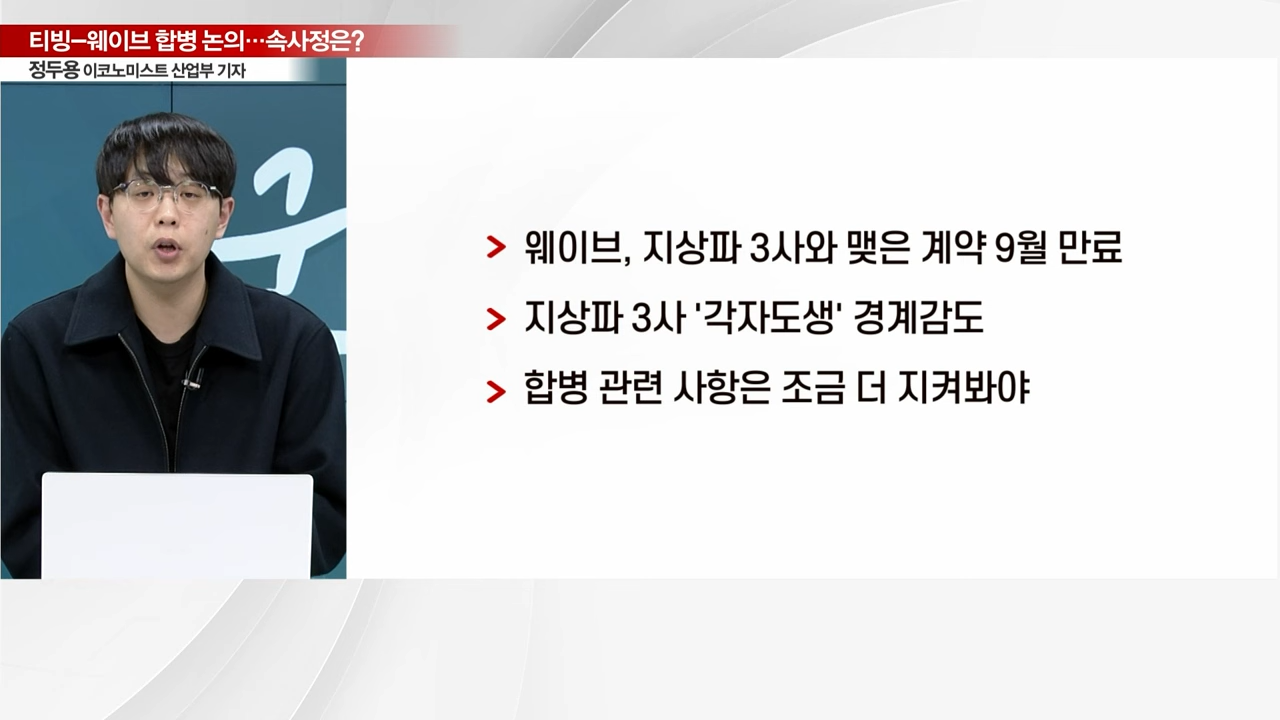 티빙–웨이브 합병 논의…속사정은?
정두용 이코노미스트 산업부 기자
> 웨이브, 지상파 3사와 맺은 계약 9월 만료
> 지상파 3사 '각자도생' 경계감도
> 합병 관련 사항은 조금 더 지켜봐야